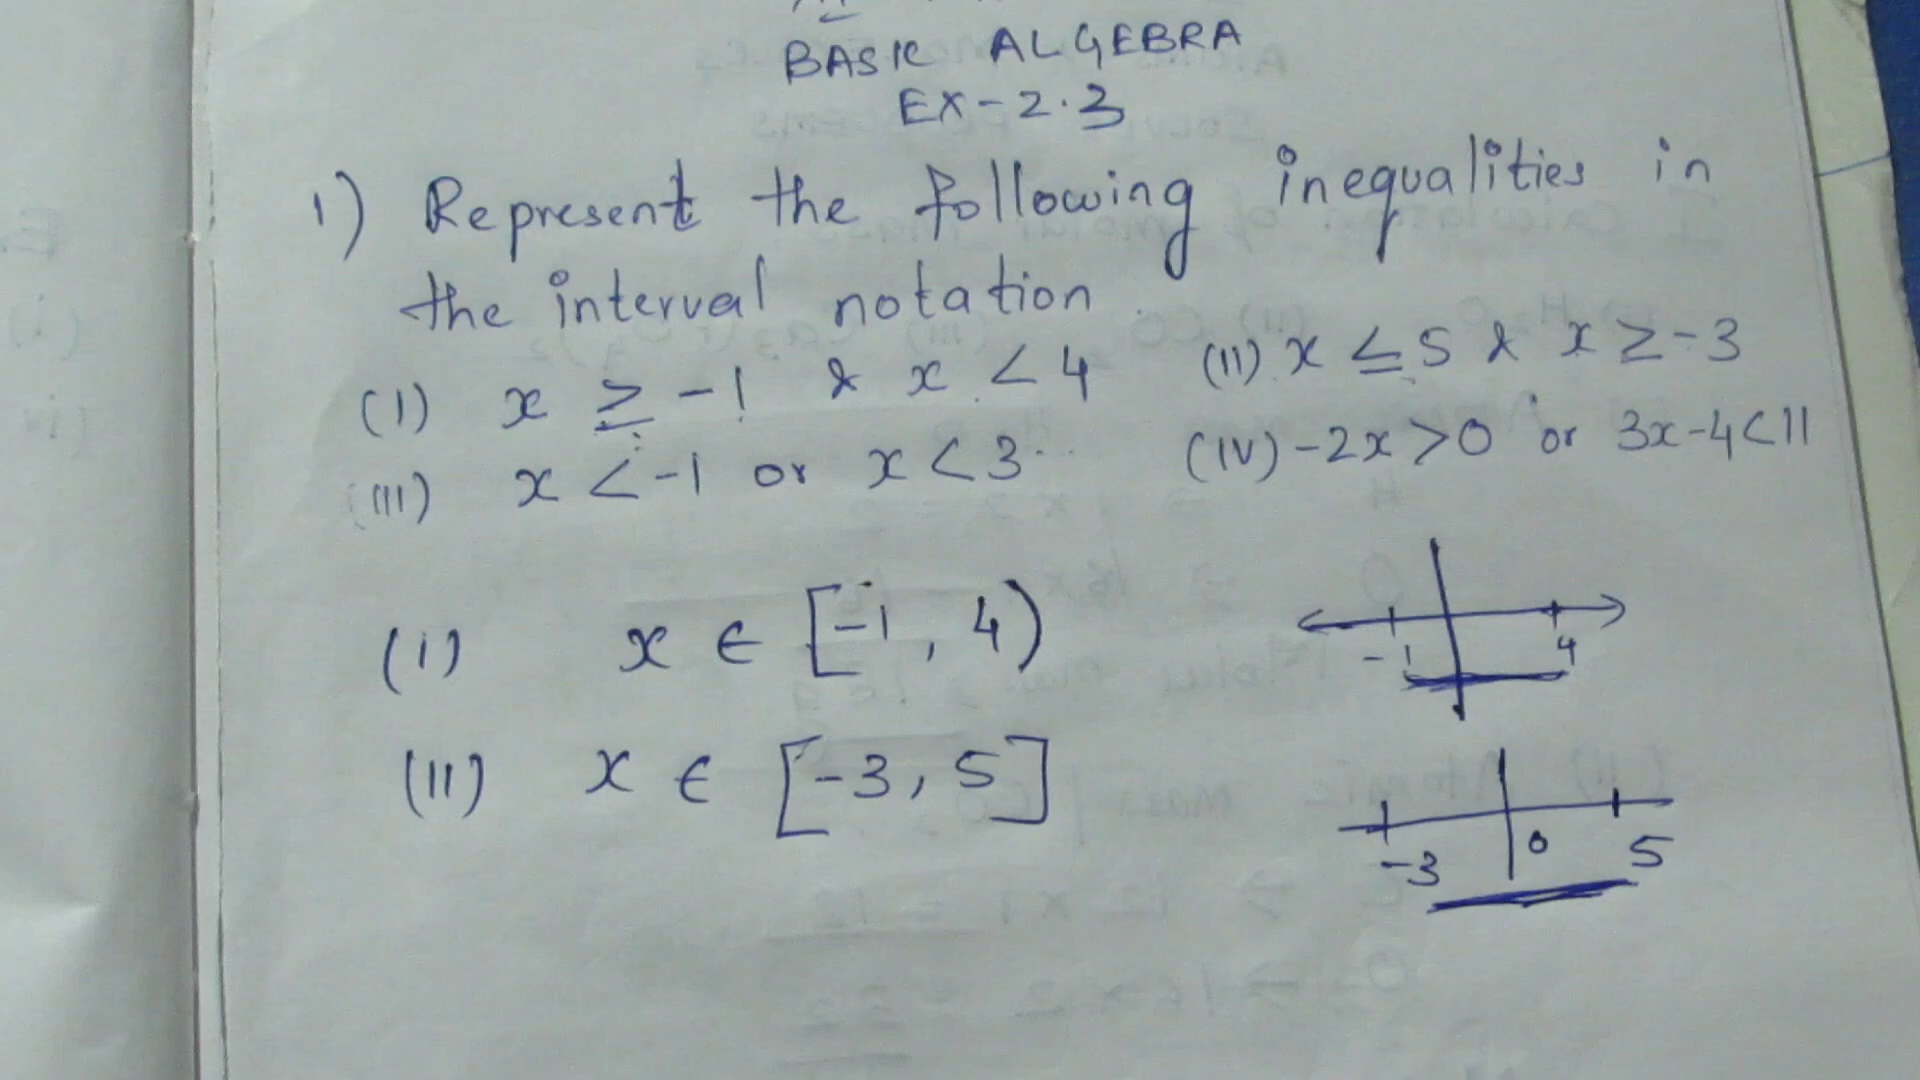 BASIC ALGEBRA
EX-2.3
1) Represent the following inequalities in
the interval notation
(I) x ≥ -1 & x < 4 (II) x ≤ 5 & x ≥ -3
(III) x < -1 or x < 3 (IV) -2x > 0 or 3x-4 < 11
(I) x ∈ [-1, 4)
-1 4
(II) x ∈ [-3, 5]
-3 0 5